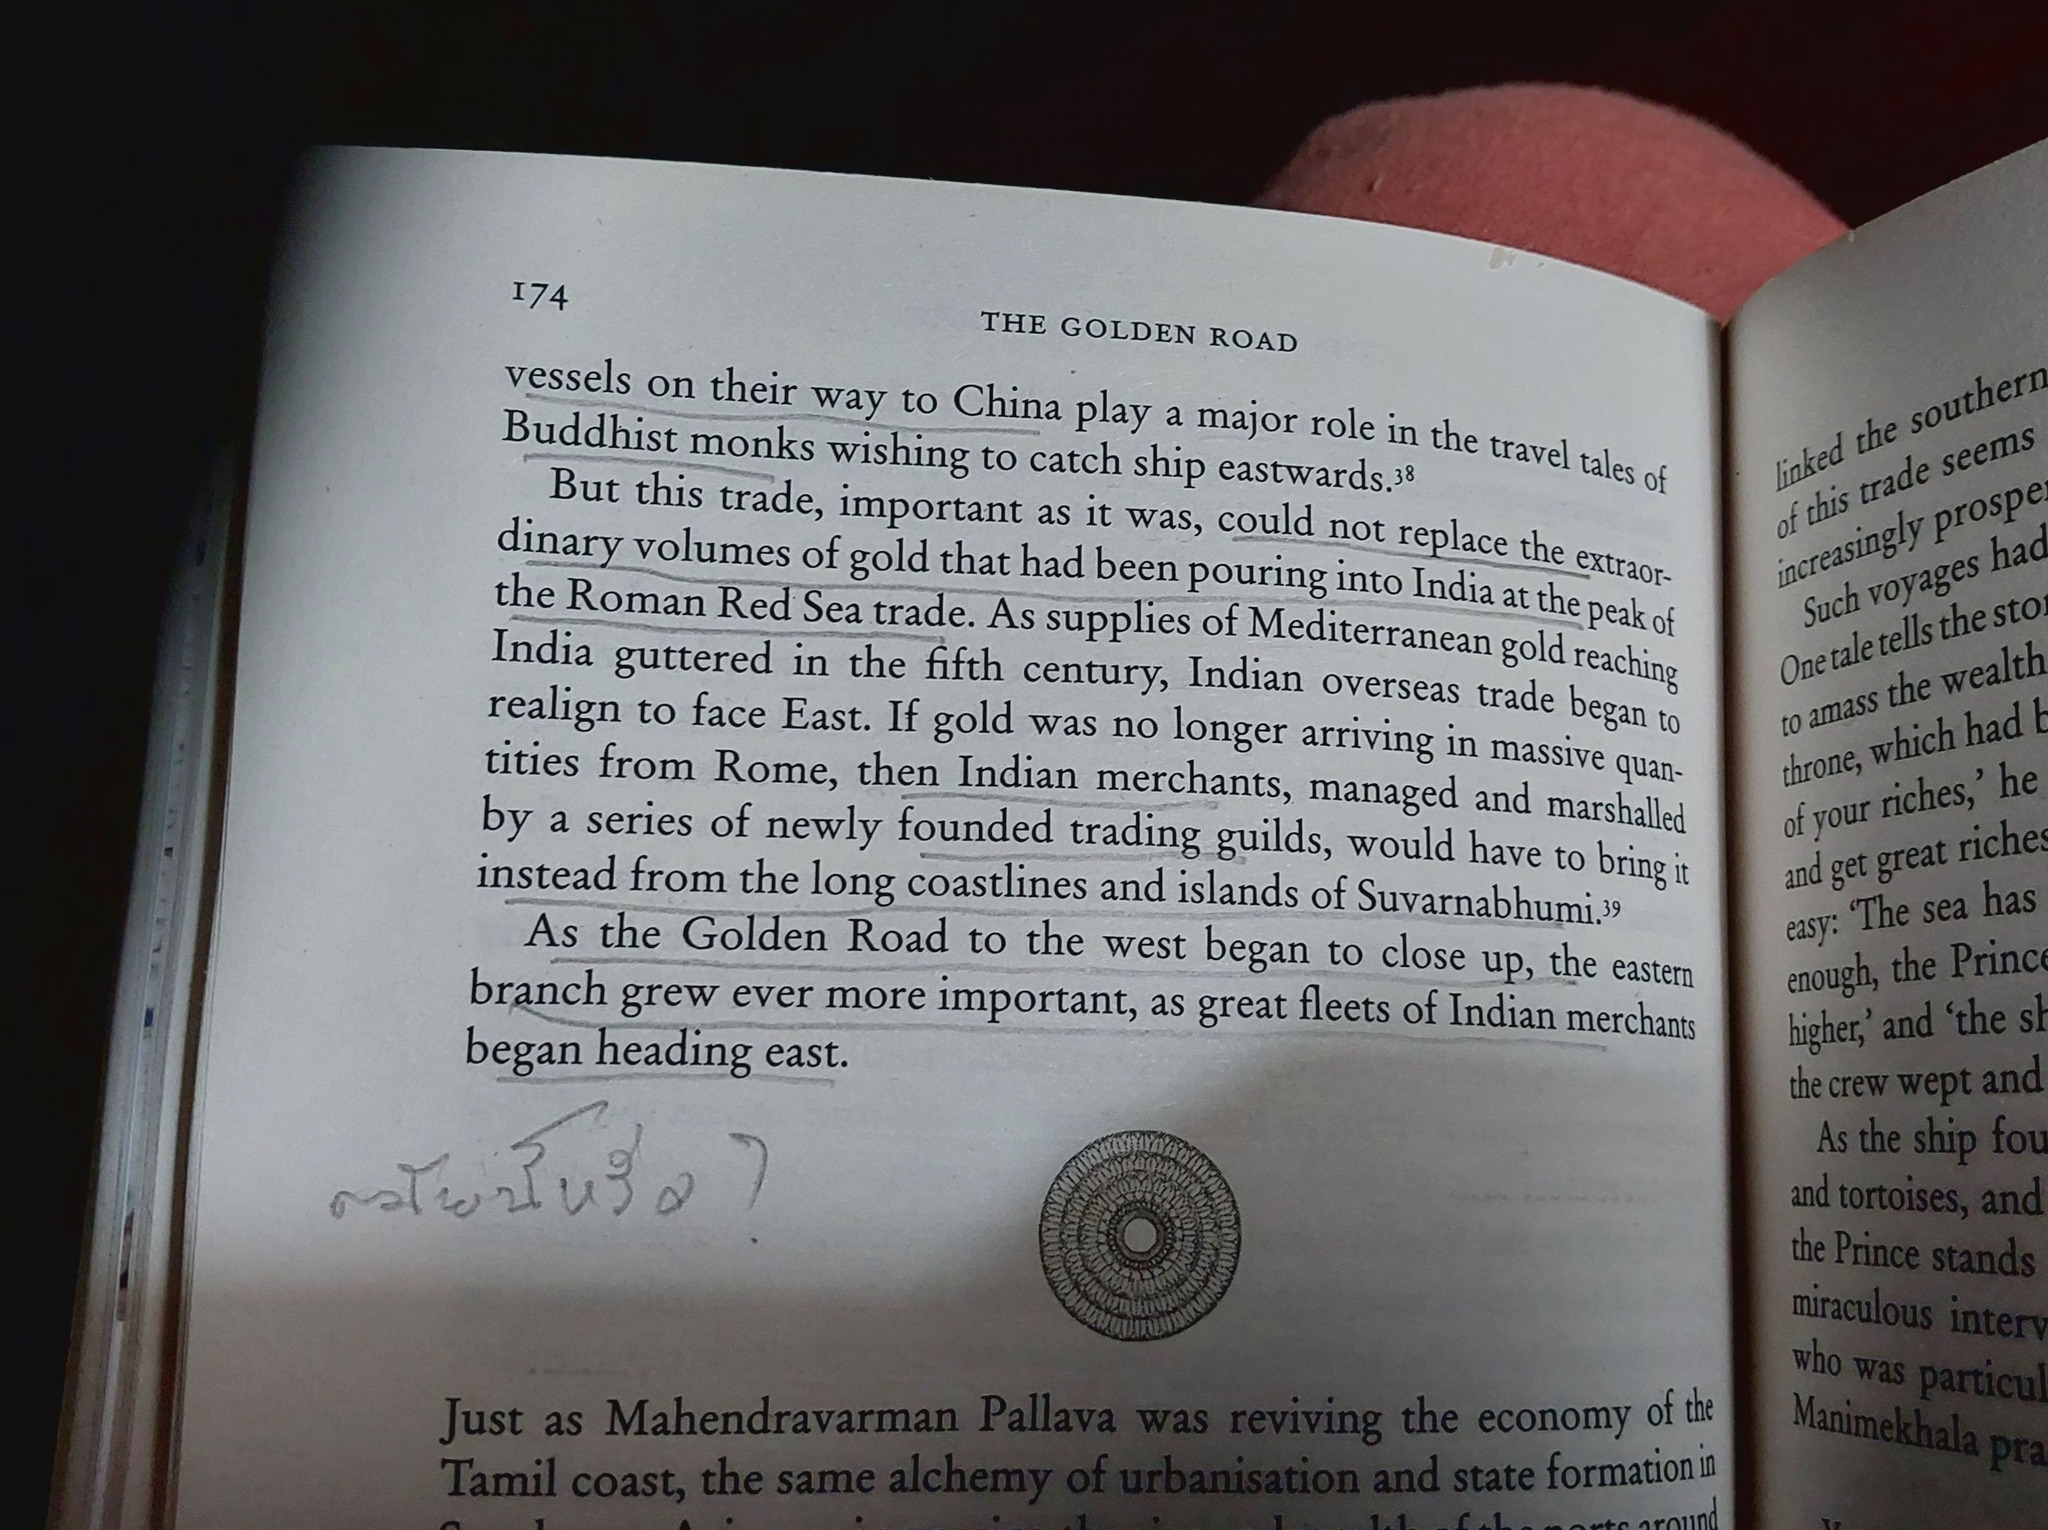 174
THE GOLDEN ROAD
vessels on their way to China play a major role in the travel tales of
Buddhist monks wishing to catch ship eastwards.³⁸
But this trade, important as it was, could not replace the extraor-
dinary volumes of gold that had been pouring into India at the peak of
the Roman Red Sea trade. As supplies of Mediterranean gold reaching
India guttered in the fifth century, Indian overseas trade began to
realign to face East. If gold was no longer arriving in massive quan-
tities from Rome, then Indian merchants, managed and marshalled
by a series of newly founded trading guilds, would have to bring it
instead from the long coastlines and islands of Suvarnabhumi.³⁹
As the Golden Road to the west began to close up, the eastern
branch grew ever more important, as great fleets of Indian merchants
began heading east.
Just as Mahendravarman Pallava was reviving the economy of the
Tamil coast, the same alchemy of urbanisation and state formation in
linked the southern
of this trade seems
increasingly
Such voyages had
One tale tells the
to amass the wealth
throne, which had
of your riches,' he
and get great riches
easy: 'The sea has
enough, the Prince
higher,' and 'the
the crew wept and
As the ship
and tortoises, and
the Prince stands
miraculous
who was
Manimekhala